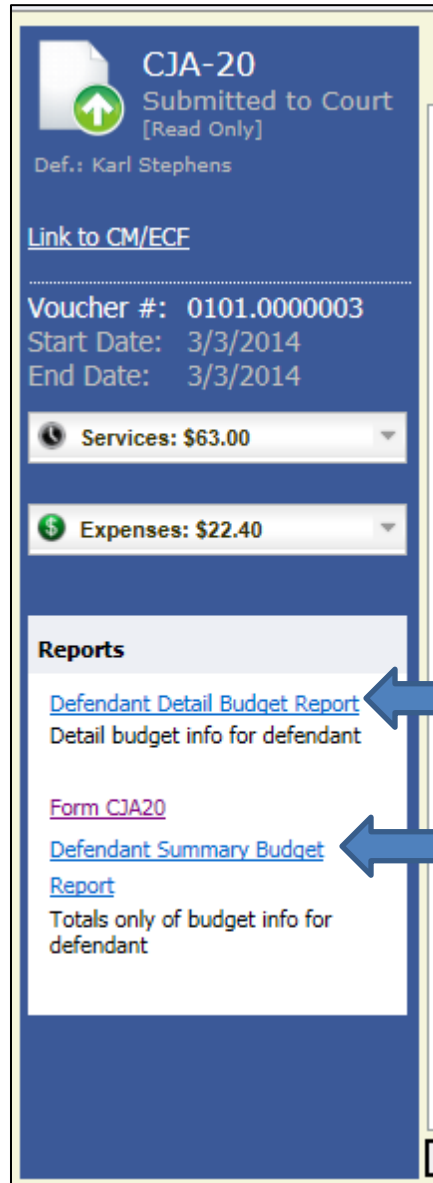 CJA-20
Submitted to Court
[Read Only]
Def.: Karl Stephens
Link to CM/ECF
Voucher #: 0101.0000003
Start Date: 3/3/2014
End Date: 3/3/2014
Services: $63.00
Expenses: $22.40
Reports
Defendant Detail Budget Report
Detail budget info for defendant
Form CJA20
Defendant Summary Budget
Report
Totals only of budget info for
defendant